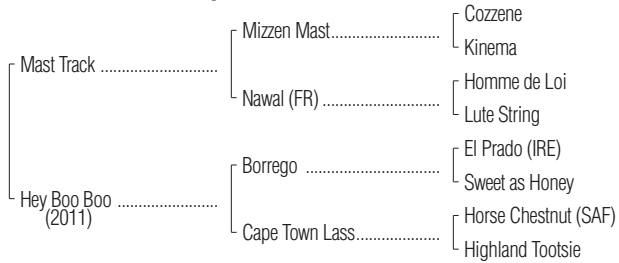 Cozzene
Mizzen Mast......................
Kinema
Mast Track ........................
Homme de Loi
Nawal (FR) ........................
Lute String
El Prado (IRE)
Borrego ...........................
Sweet as Honey
Hey Boo Boo ....................
(2011)
Horse Chestnut (SAF)
Cape Town Lass.................
Highland Tootsie